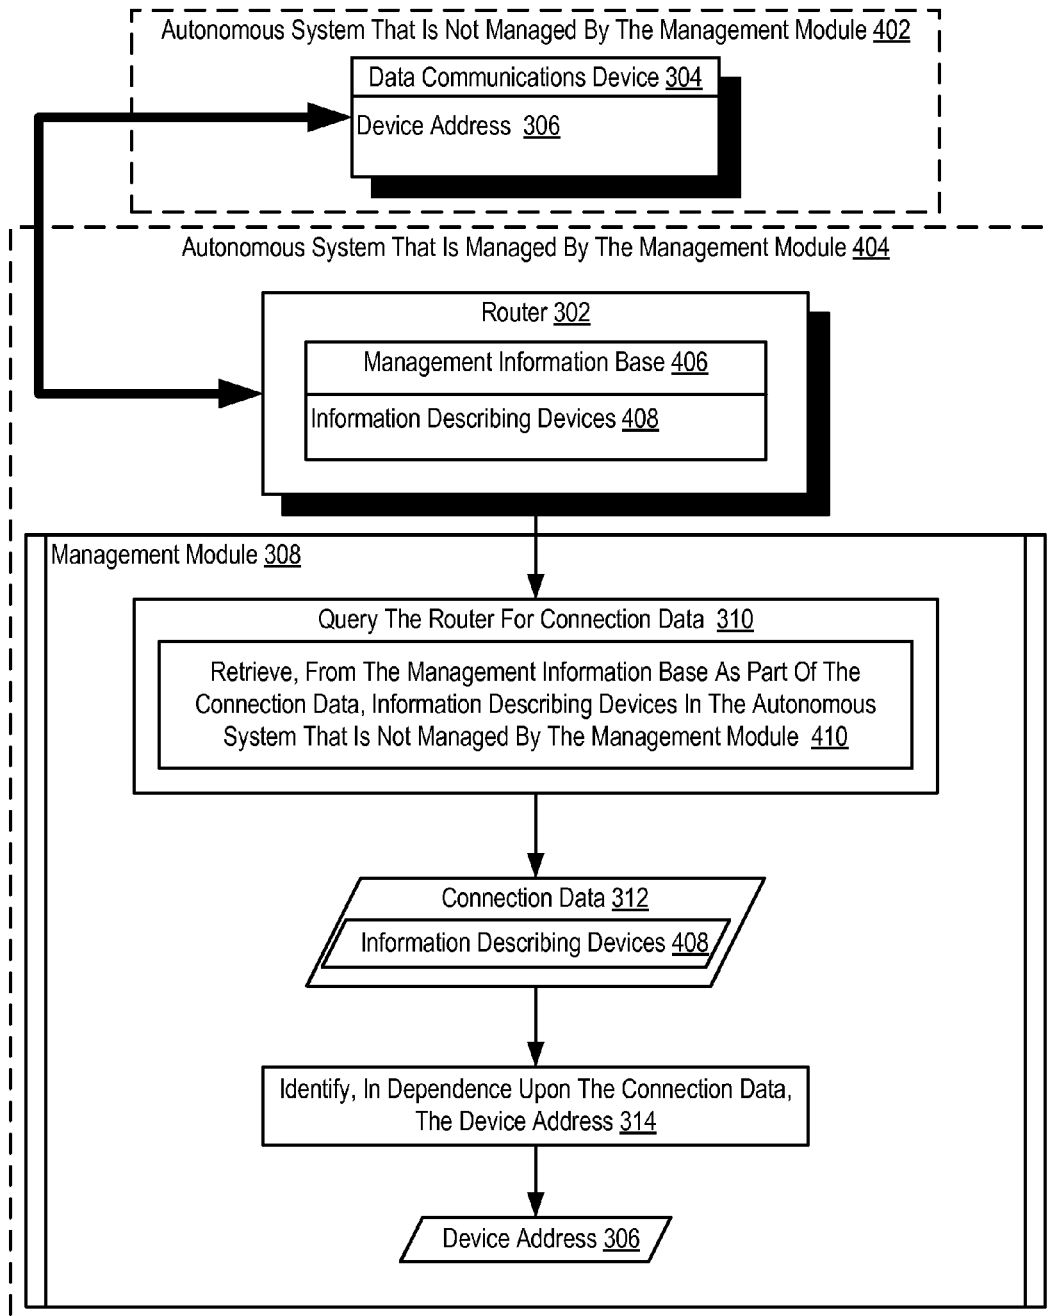 Autonomous System That Is Not Managed By The Management Module 402
Data Communications Device 304
Device Address 306
Autonomous System That Is Managed By The Management Module 404
Router 302
Management Information Base 406
Information Describing Devices 408
Management Module 308
Query The Router For Connection Data 310
Retrieve, From The Management Information Base As Part Of The
Connection Data, Information Describing Devices In The Autonomous
System That Is Not Managed By The Management Module 410
Connection Data 312
Information Describing Devices 408
Identify, In Dependence Upon The Connection Data,
The Device Address 314
Device Address 306